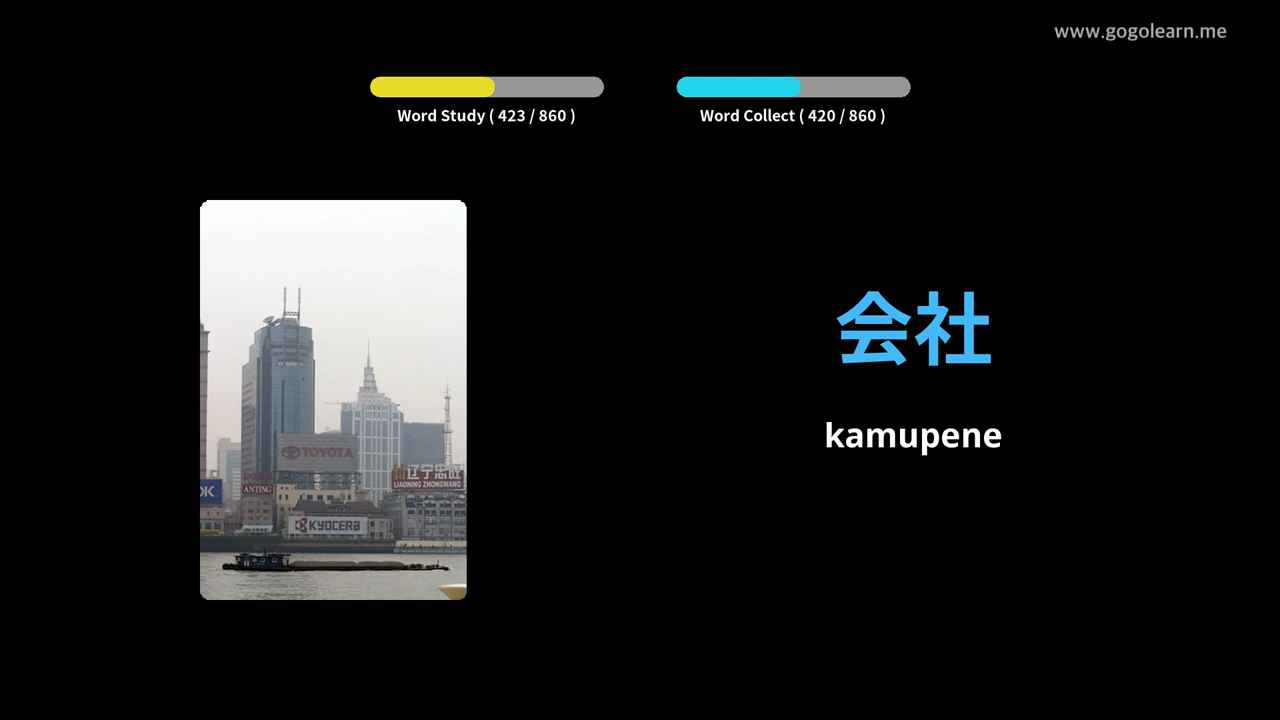 www.gogolearn.me
Word Study ( 423 / 860 )
Word Collect ( 420 / 860 )
会社
kamupene
TOYOTA
辽宁忠旺
LIAONING ZHONGWANG
ANTING
OK
KYOCERA